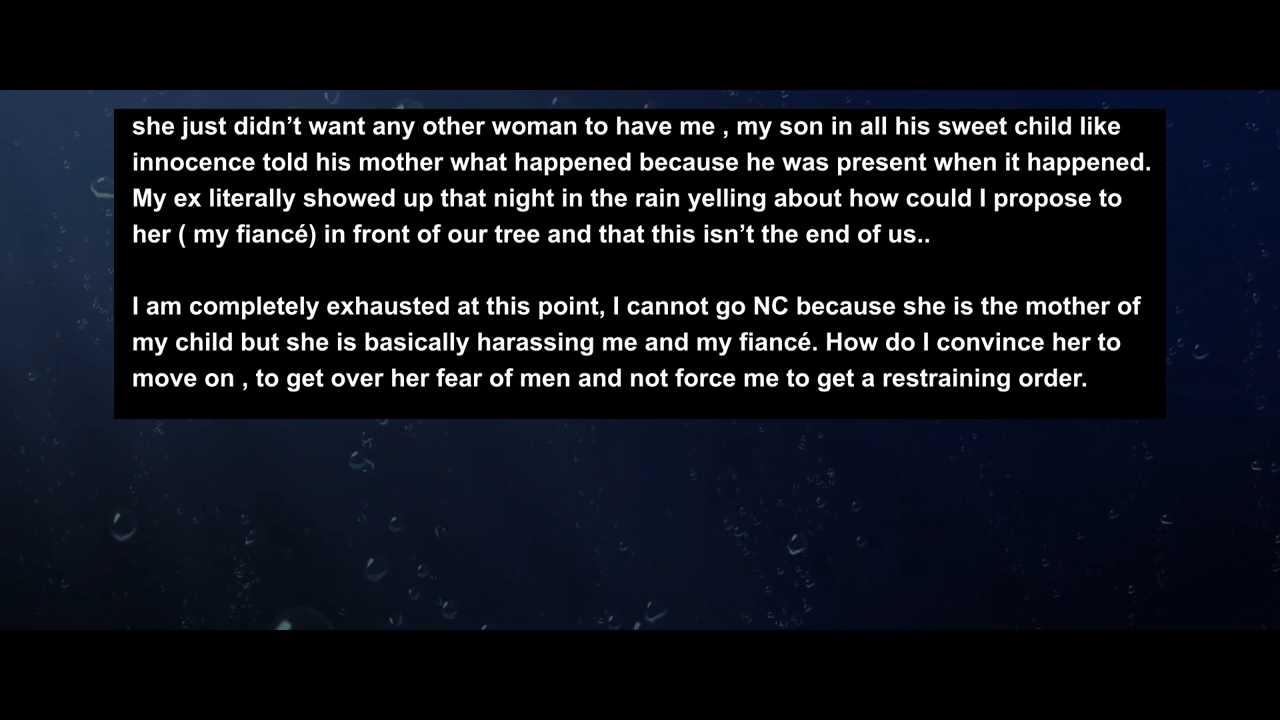 she just didn’t want any other woman to have me , my son in all his sweet child like
innocence told his mother what happened because he was present when it happened.
My ex literally showed up that night in the rain yelling about how could I propose to
her ( my fiancé) in front of our tree and that this isn’t the end of us..
I am completely exhausted at this point, I cannot go NC because she is the mother of
my child but she is basically harassing me and my fiancé. How do I convince her to
move on , to get over her fear of men and not force me to get a restraining order.